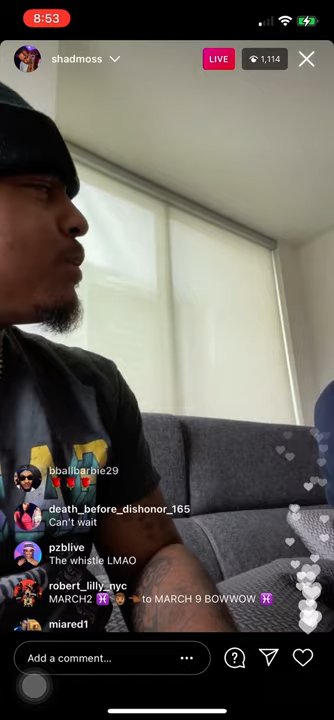 8:53
shadmoss
LIVE
1,114
bballbarbie29
🌹🌹🌹
death_before_dishonor_165
Can't wait
pzblive
The whistle LMAO
robert_lilly_nyc
MARCH2 ♓ to MARCH 9 BOWWOW ♓
miared1
Add a comment...